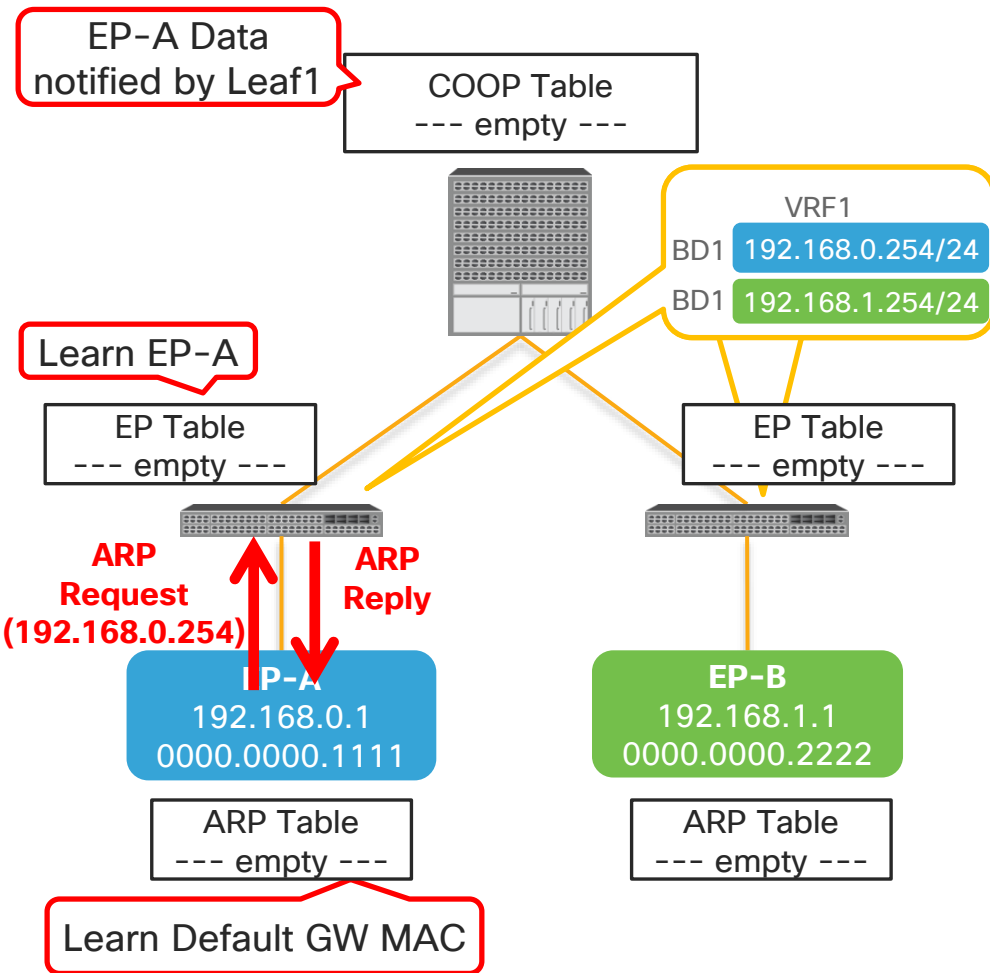 EP-A Data
notified by Leaf1
COOP Table
--- empty ---
VRF1
BD1 192.168.0.254/24
BD1 192.168.1.254/24
Learn EP-A
EP Table
--- empty ---
EP Table
--- empty ---
ARP
Request
(192.168.0.254)
ARP
Reply
EP-A
192.168.0.1
0000.0000.1111
EP-B
192.168.1.1
0000.0000.2222
ARP Table
--- empty ---
ARP Table
--- empty ---
Learn Default GW MAC